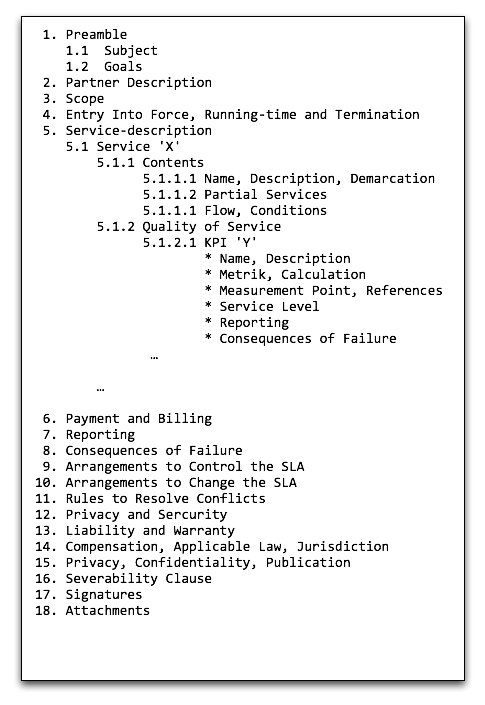 1. Preamble
1.1 Subject
1.2 Goals
2. Partner Description
3. Scope
4. Entry Into Force, Running-time and Termination
5. Service-description
5.1 Service 'X'
5.1.1 Contents
5.1.1.1 Name, Description, Demarcation
5.1.1.2 Partial Services
5.1.1.1 Flow, Conditions
5.1.2 Quality of Service
5.1.2.1 KPI 'Y'
* Name, Description
* Metrik, Calculation
* Measurement Point, References
* Service Level
* Reporting
* Consequences of Failure
…
…
6. Payment and Billing
7. Reporting
8. Consequences of Failure
9. Arrangements to Control the SLA
10. Arrangements to Change the SLA
11. Rules to Resolve Conflicts
12. Privacy and Sercurity
13. Liability and Warranty
14. Compensation, Applicable Law, Jurisdiction
15. Privacy, Confidentiality, Publication
16. Severability Clause
17. Signatures
18. Attachments